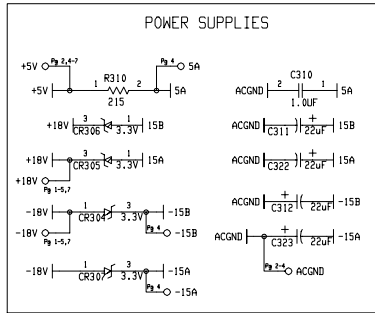 POWER SUPPLIES
Pg 2,4-7
Pg 4
+5V
5A
R310
1 2
+5V
5A
215
3 1
+18V
15B
CR306 3.3V
3 1
+18V
15A
CR305 3.3V
+18V
Pg 1-5,7
1 3
-18V
-15B
CR304 3.3V
-18V
Pg 4
-15B
Pg 1-5,7
1 3
-18V
-15A
CR307 3.3V
Pg 4
-15A
C310
2 1
ACGND
5A
1.0UF
+
ACGND
15B
C311 22uF
+
ACGND
15A
C322 22uF
+
ACGND
-15B
C312 22uF
+
ACGND
-15A
C323 22uF
Pg 2-4
ACGND